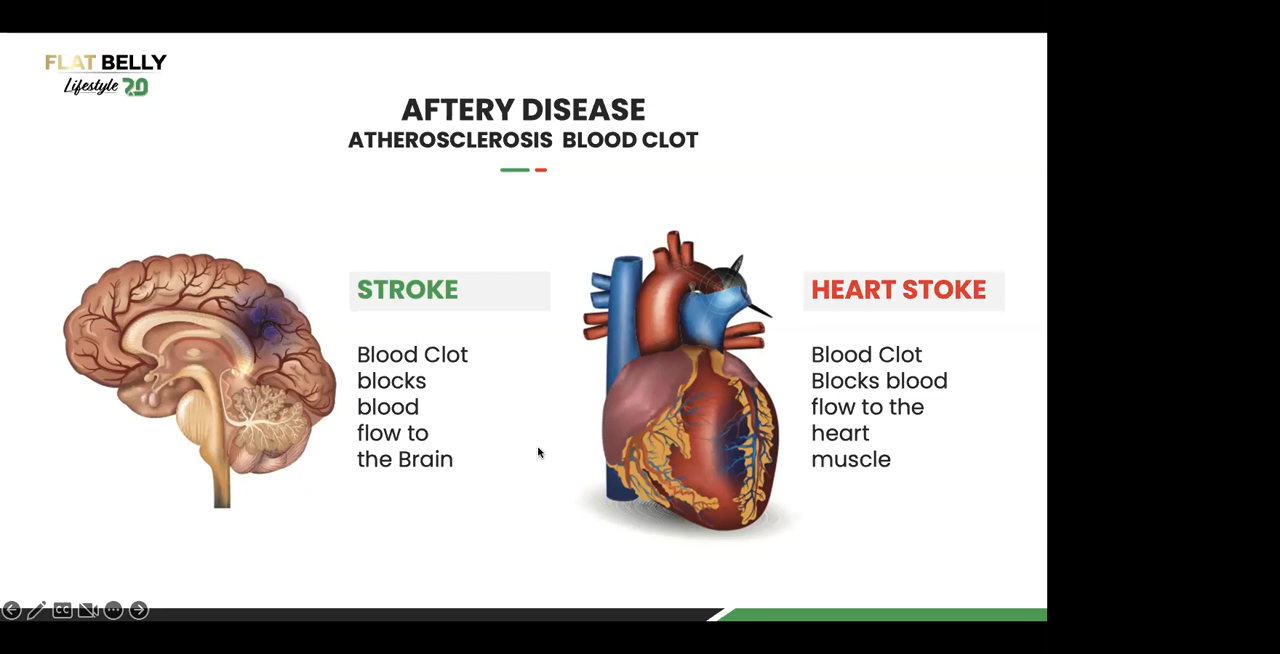 FLAT BELLY
Lifestyle 2.0
AFTERY DISEASE
ATHEROSCLEROSIS BLOOD CLOT
STROKE
Blood Clot
blocks
blood
flow to
the Brain
HEART STOKE
Blood Clot
Blocks blood
flow to the
heart
muscle
CC